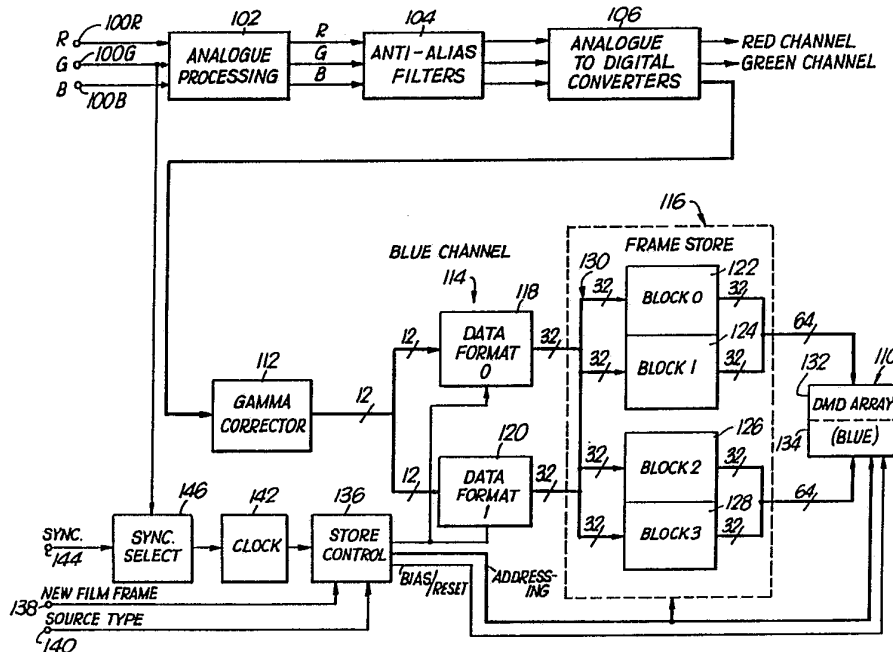 102
104
106
R
100R
G
100G
B
100B
ANALOGUE
PROCESSING
R
G
B
ANTI-ALIAS
FILTERS
ANALOGUE
TO DIGITAL
CONVERTERS
RED CHANNEL
GREEN CHANNEL
116
FRAME STORE
BLUE CHANNEL
114
118
130
122
32
BLOCK 0
32
12
DATA
FORMAT
0
32
124
64
32
BLOCK 1
32
110
132
DMD ARRAY
134
(BLUE)
112
GAMMA
CORRECTOR
12
120
126
12
DATA
FORMAT
1
32
32
BLOCK 2
32
64
128
32
BLOCK 3
32
146
142
136
SYNC.
144
SYNC.
SELECT
CLOCK
STORE
CONTROL
BIAS/RESET
ADDRESS-
ING
NEW FILM FRAME
138
SOURCE TYPE
140